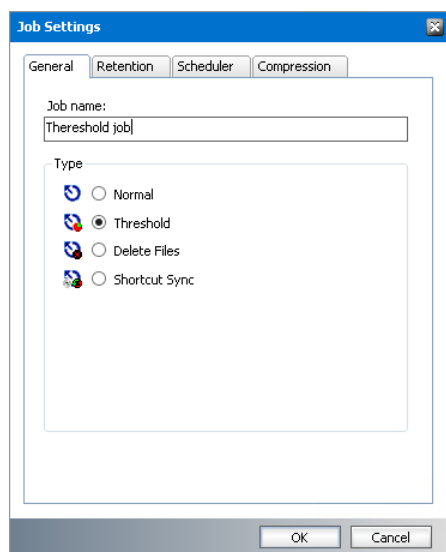 Job Settings
General Retention Scheduler Compression
Job name:
Thereshold job
Type
Normal
Threshold
Delete Files
Shortcut Sync
OK Cancel